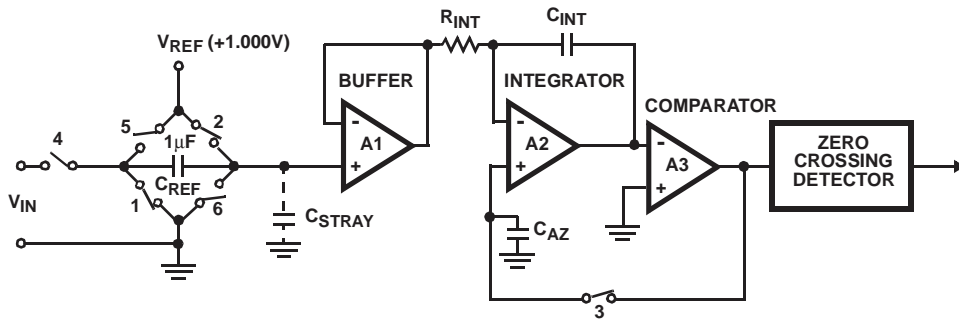 V_REF (+1.000V)
R_INT
C_INT
BUFFER
INTEGRATOR
COMPARATOR
4
5
2
1μF
C_REF
1
6
V_IN
C_STRAY
-
A1
+
-
A2
+
-
A3
+
C_AZ
3
ZERO
CROSSING
DETECTOR